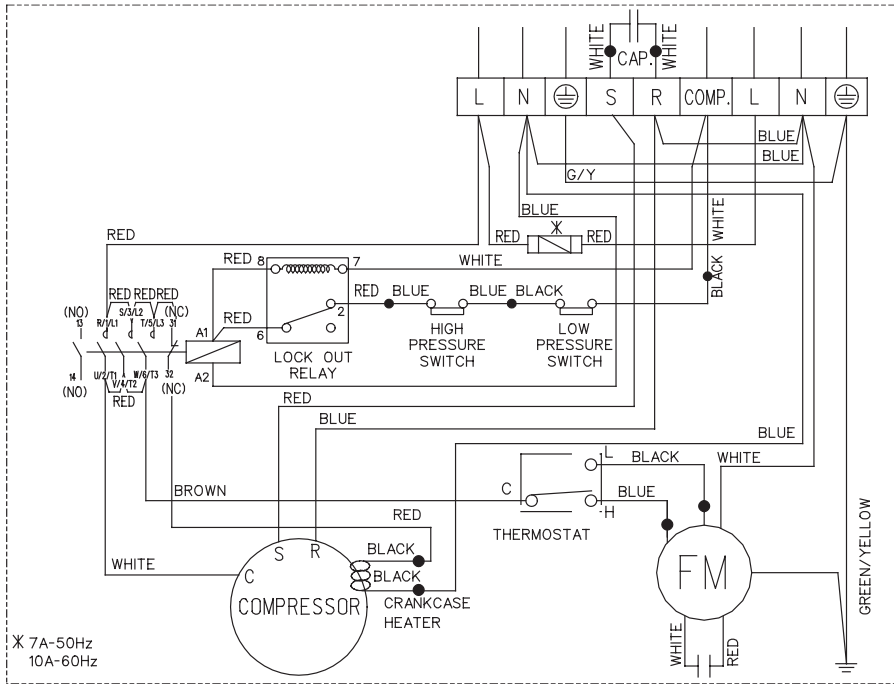 WHITE
WHITE
CAP.
L N S R COMP. L N
BLUE
BLUE
G/Y
BLUE
WHITE
RED
RED RED
8 RED 7 WHITE
BLACK
RED RED RED
S/3/L2
(NO) (NC)
13 R/1/L1 T/5/L3 31
A1
RED
6
2
RED BLUE BLUE BLACK
HIGH
PRESSURE
SWITCH
LOW
PRESSURE
SWITCH
LOCK OUT
RELAY
14 U/2/T1 W/6/T3 32
V/4/T2
(NO) (NC)
RED
A2
RED
BLUE
BLUE
WHITE
L
BLACK
C
BLUE
H
THERMOSTAT
BROWN
RED
GREEN/YELLOW
WHITE
S R
C
BLACK
BLACK
COMPRESSOR
CRANKCASE
HEATER
FM
WHITE
RED
7A-50Hz
10A-60Hz